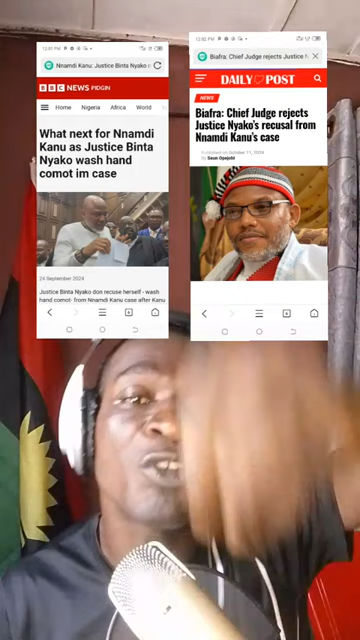 12:01 PM
Nnamdi Kanu: Justice Binta Nyako r
BBC NEWS PIDGIN
Home Nigeria Africa World
What next for Nnamdi
Kanu as Justice Binta
Nyako wash hand
comot im case
24 September 2024
Justice Binta Nyako don recuse herself - wash
hand comot- from Nnamdi Kanu case after Kanu
12:02 PM
Biafra: Chief Judge rejects Justice N
DAILY POST
NEWS
Biafra: Chief Judge rejects
Justice Nyako's recusal from
Nnamdi Kanu's case
Published on October 11, 2024
By Seun Opejobi